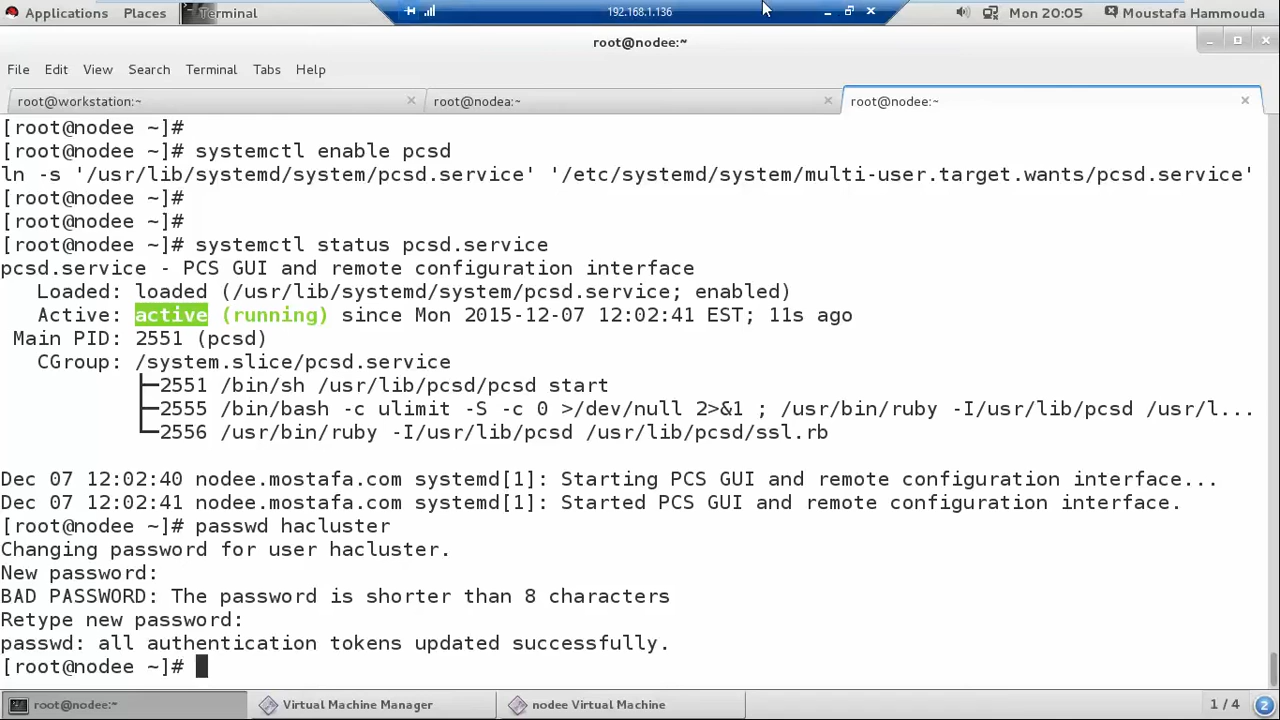 Applications Places Terminal 192.168.1.136 Mon 20:05 Moustafa Hammouda
root@nodee:~
File Edit View Search Terminal Tabs Help
root@workstation:~ root@nodea:~ root@nodee:~
[root@nodee ~]#
[root@nodee ~]# systemctl enable pcsd
ln -s '/usr/lib/systemd/system/pcsd.service' '/etc/systemd/system/multi-user.target.wants/pcsd.service'
[root@nodee ~]#
[root@nodee ~]#
[root@nodee ~]# systemctl status pcsd.service
pcsd.service - PCS GUI and remote configuration interface
Loaded: loaded (/usr/lib/systemd/system/pcsd.service; enabled)
Active: active (running) since Mon 2015-12-07 12:02:41 EST; 11s ago
Main PID: 2551 (pcsd)
CGroup: /system.slice/pcsd.service
├─2551 /bin/sh /usr/lib/pcsd/pcsd start
├─2555 /bin/bash -c ulimit -S -c 0 >/dev/null 2>&1 ; /usr/bin/ruby -I/usr/lib/pcsd /usr/l...
└─2556 /usr/bin/ruby -I/usr/lib/pcsd /usr/lib/pcsd/ssl.rb
Dec 07 12:02:40 nodee.mostafa.com systemd[1]: Starting PCS GUI and remote configuration interface...
Dec 07 12:02:41 nodee.mostafa.com systemd[1]: Started PCS GUI and remote configuration interface.
[root@nodee ~]# passwd hacluster
Changing password for user hacluster.
New password:
BAD PASSWORD: The password is shorter than 8 characters
Retype new password:
passwd: all authentication tokens updated successfully.
[root@nodee ~]#
root@nodee:~ Virtual Machine Manager nodee Virtual Machine 1 / 4 2